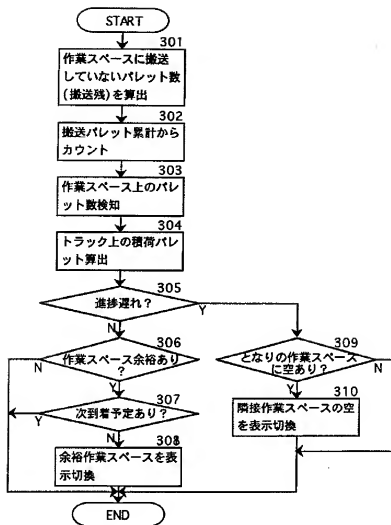 START
301
作業スペースに搬送
していないパレット数
(搬送残)を算出
302
搬送パレット累計から
カウント
303
作業スペース上のパレ
ット数検知
304
トラック上の積荷パレ
ット算出
305
進捗遅れ?
Y
N
306
作業スペース余裕あり
?
N
Y
309
となりの作業スペース
に空あり?
N
Y
307
次到着予定あり?
Y
N
310
隣接作業スペースの空
を表示切換
308
余裕作業スペースを表
示切換
END